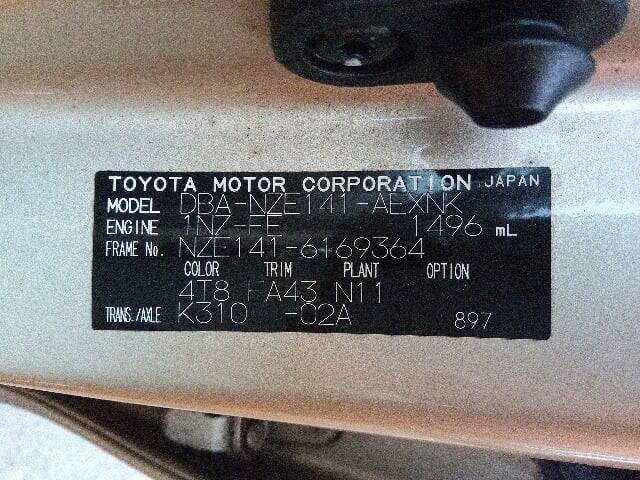 TOYOTA MOTOR CORPORATION JAPAN
MODEL DBA-NZE141-AEXNK
ENGINE 1NZ-FE 1496 mL
FRAME No. NZE141-6169364
COLOR TRIM PLANT OPTION
4T8 FA43 N11
TRANS./AXLE K310 -02A 897